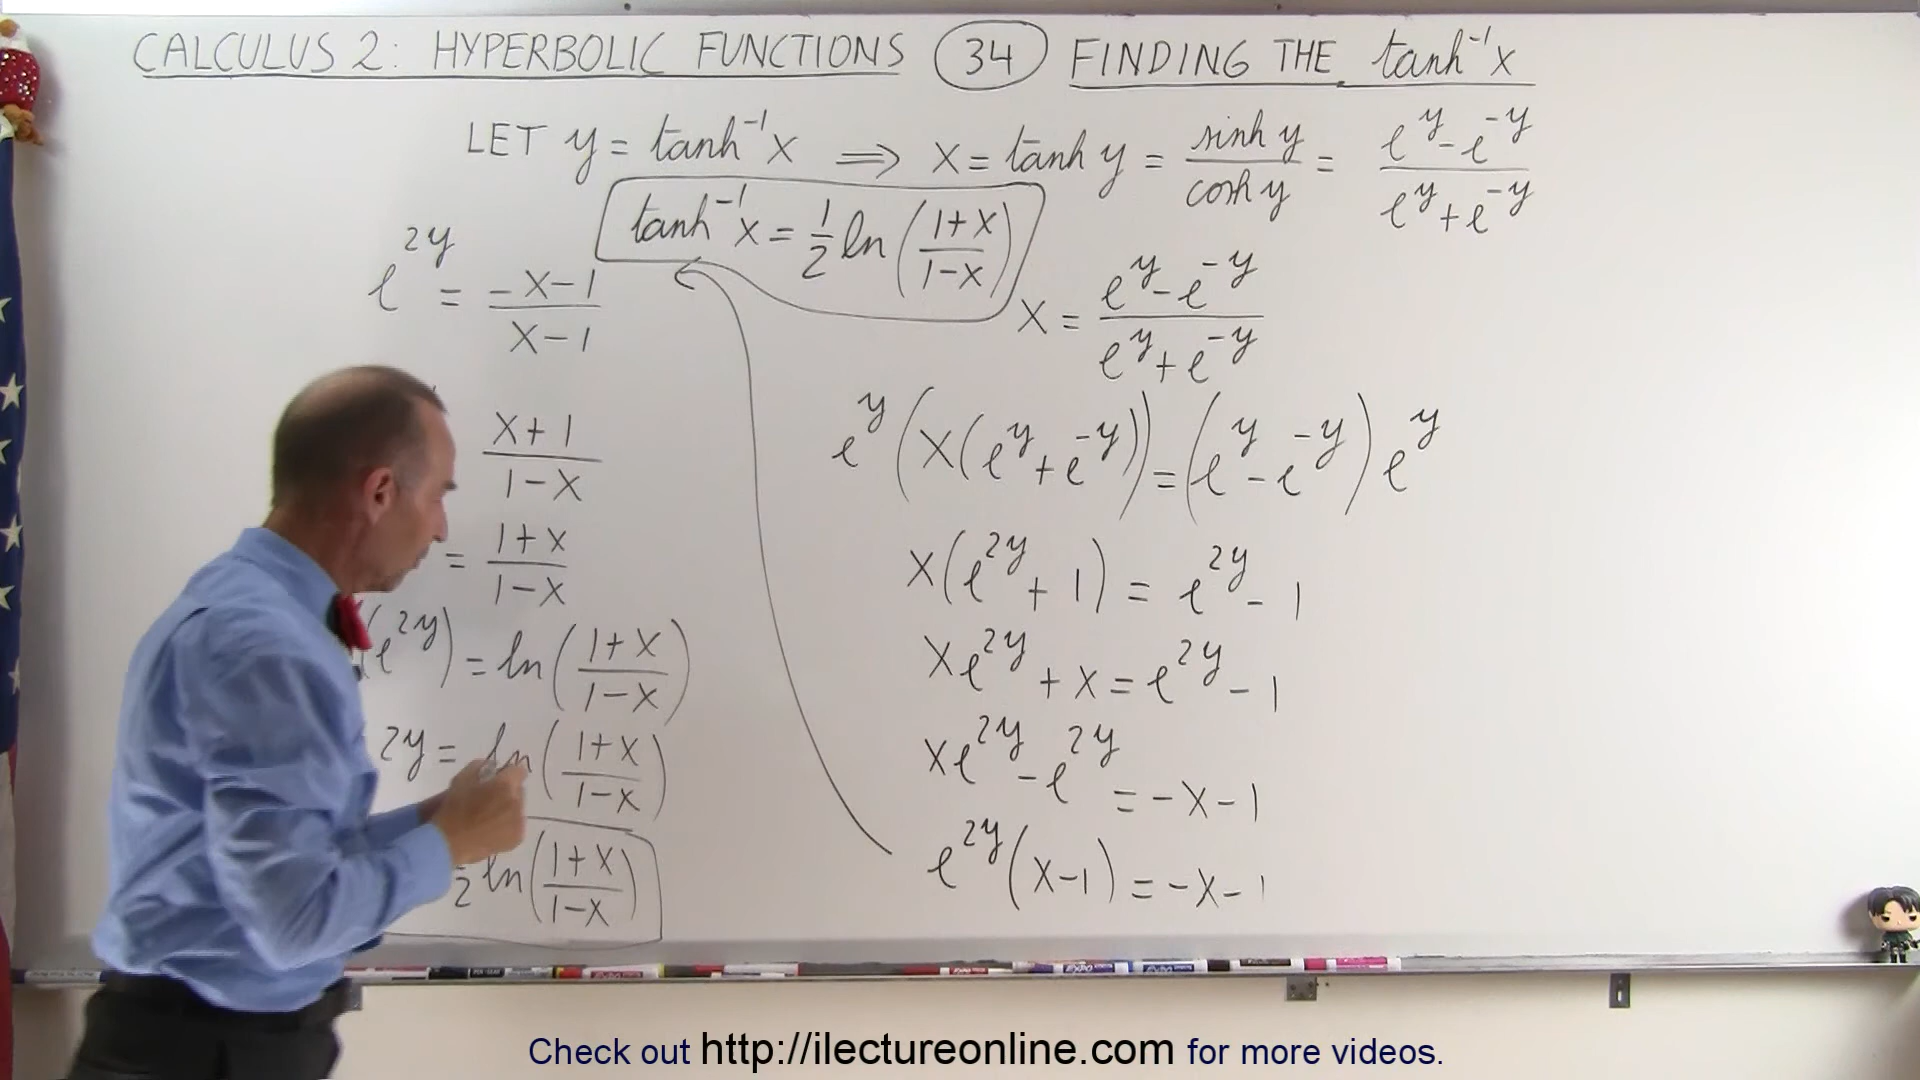 CALCULUS 2: HYPERBOLIC FUNCTIONS 34 FINDING THE tanh⁻¹x
LET y = tanh⁻¹x ⟹ x = tanh y = sinh y / cosh y = (e^y - e^-y) / (e^y + e^-y)
tanh⁻¹x = 1/2 ln((1+x)/(1-x))
x = (e^y - e^-y) / (e^y + e^-y)
e^y (x(e^y + e^-y)) = (e^y - e^-y) e^y
x(e^2y + 1) = e^2y - 1
xe^2y + x = e^2y - 1
xe^2y - e^2y = -x-1
e^2y (x-1) = -x-1
e^2y = (-x-1)/(x-1)
(x+1)/(1-x)
= (1+x)/(1-x)
(e^2y) = ln((1+x)/(1-x))
2y = ln((1+x)/(1-x))
2 ln((1+x)/(1-x))
Check out http://ilectureonline.com for more videos.